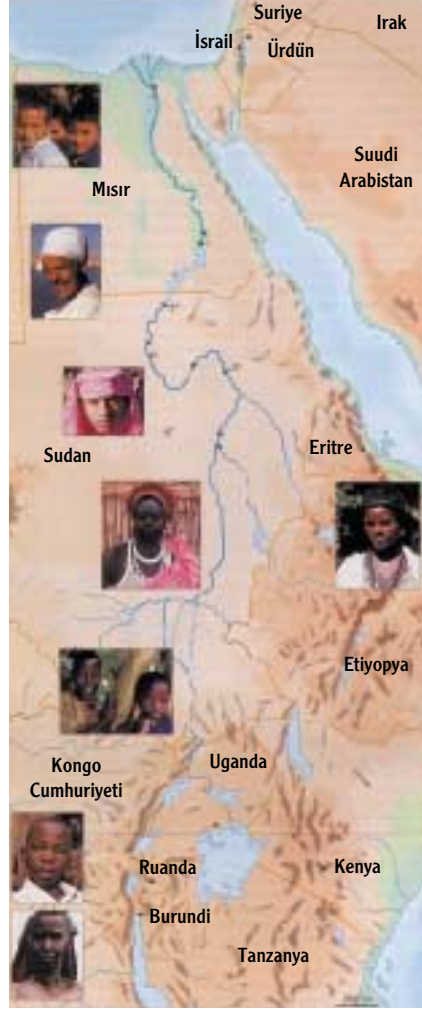 Suriye
Irak
İsrail
Ürdün
Suudi
Arabistan
Mısır
Eritre
Sudan
Etiyopya
Uganda
Kongo
Cumhuriyeti
Ruanda
Kenya
Burundi
Tanzanya